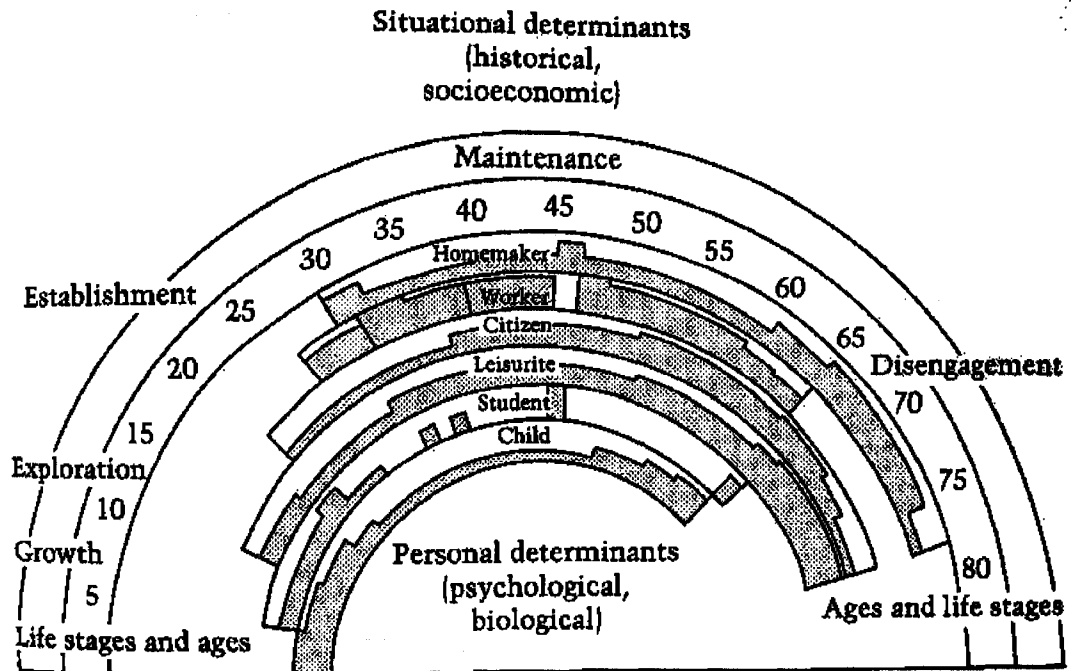 Situational determinants
(historical,
socioeconomic)
Maintenance
5
10
15
20
25
30
35
40
45
50
55
60
65
70
75
80
Growth
Exploration
Establishment
Disengagement
Homemaker
Worker
Citizen
Leisurite
Student
Child
Personal determinants
(psychological,
biological)
Life stages and ages
Ages and life stages